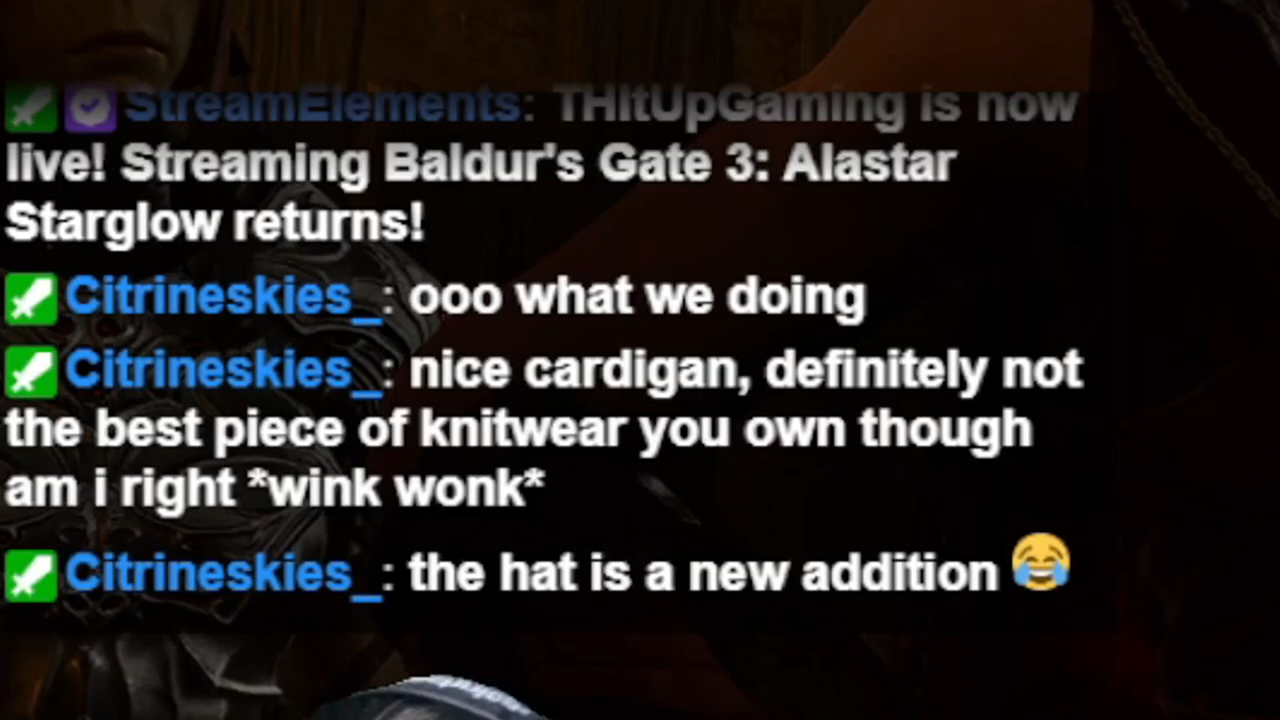 StreamElements: THItUpGaming is now
live! Streaming Baldur's Gate 3: Alastar
Starglow returns!
Citrineskies_: ooo what we doing
Citrineskies_: nice cardigan, definitely not
the best piece of knitwear you own though
am i right *wink wonk*
Citrineskies_: the hat is a new addition 😂